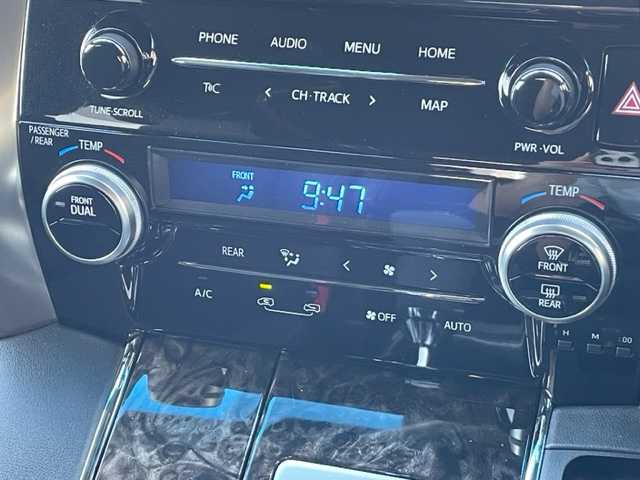 PHONE AUDIO MENU HOME
T@C < CH·TRACK > MAP
TUNE·SCROLL
PWR·VOL
PASSENGER
/REAR
TEMP
FRONT
9:47
TEMP
FRONT
DUAL
REAR
FRONT
REAR
A/C
OFF AUTO
H M :00